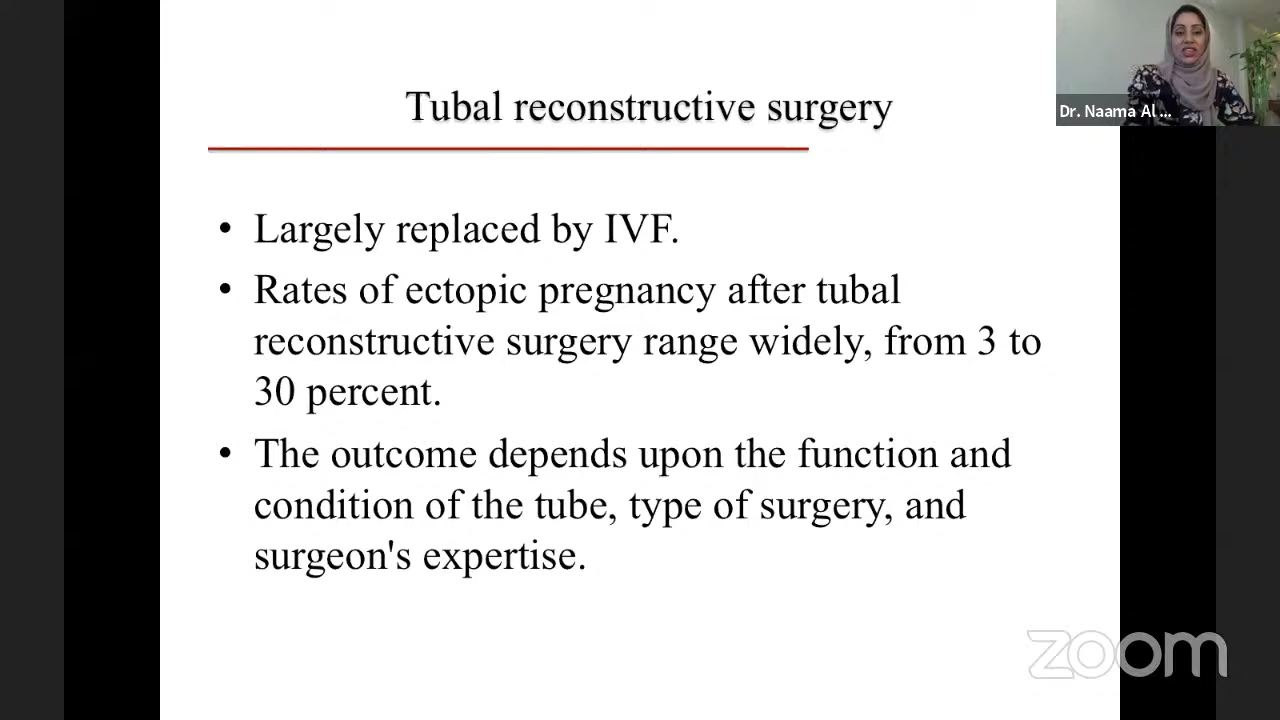 Tubal reconstructive surgery
Dr. Naama Al ...
• Largely replaced by IVF.
• Rates of ectopic pregnancy after tubal
reconstructive surgery range widely, from 3 to
30 percent.
• The outcome depends upon the function and
condition of the tube, type of surgery, and
surgeon's expertise.
zoom